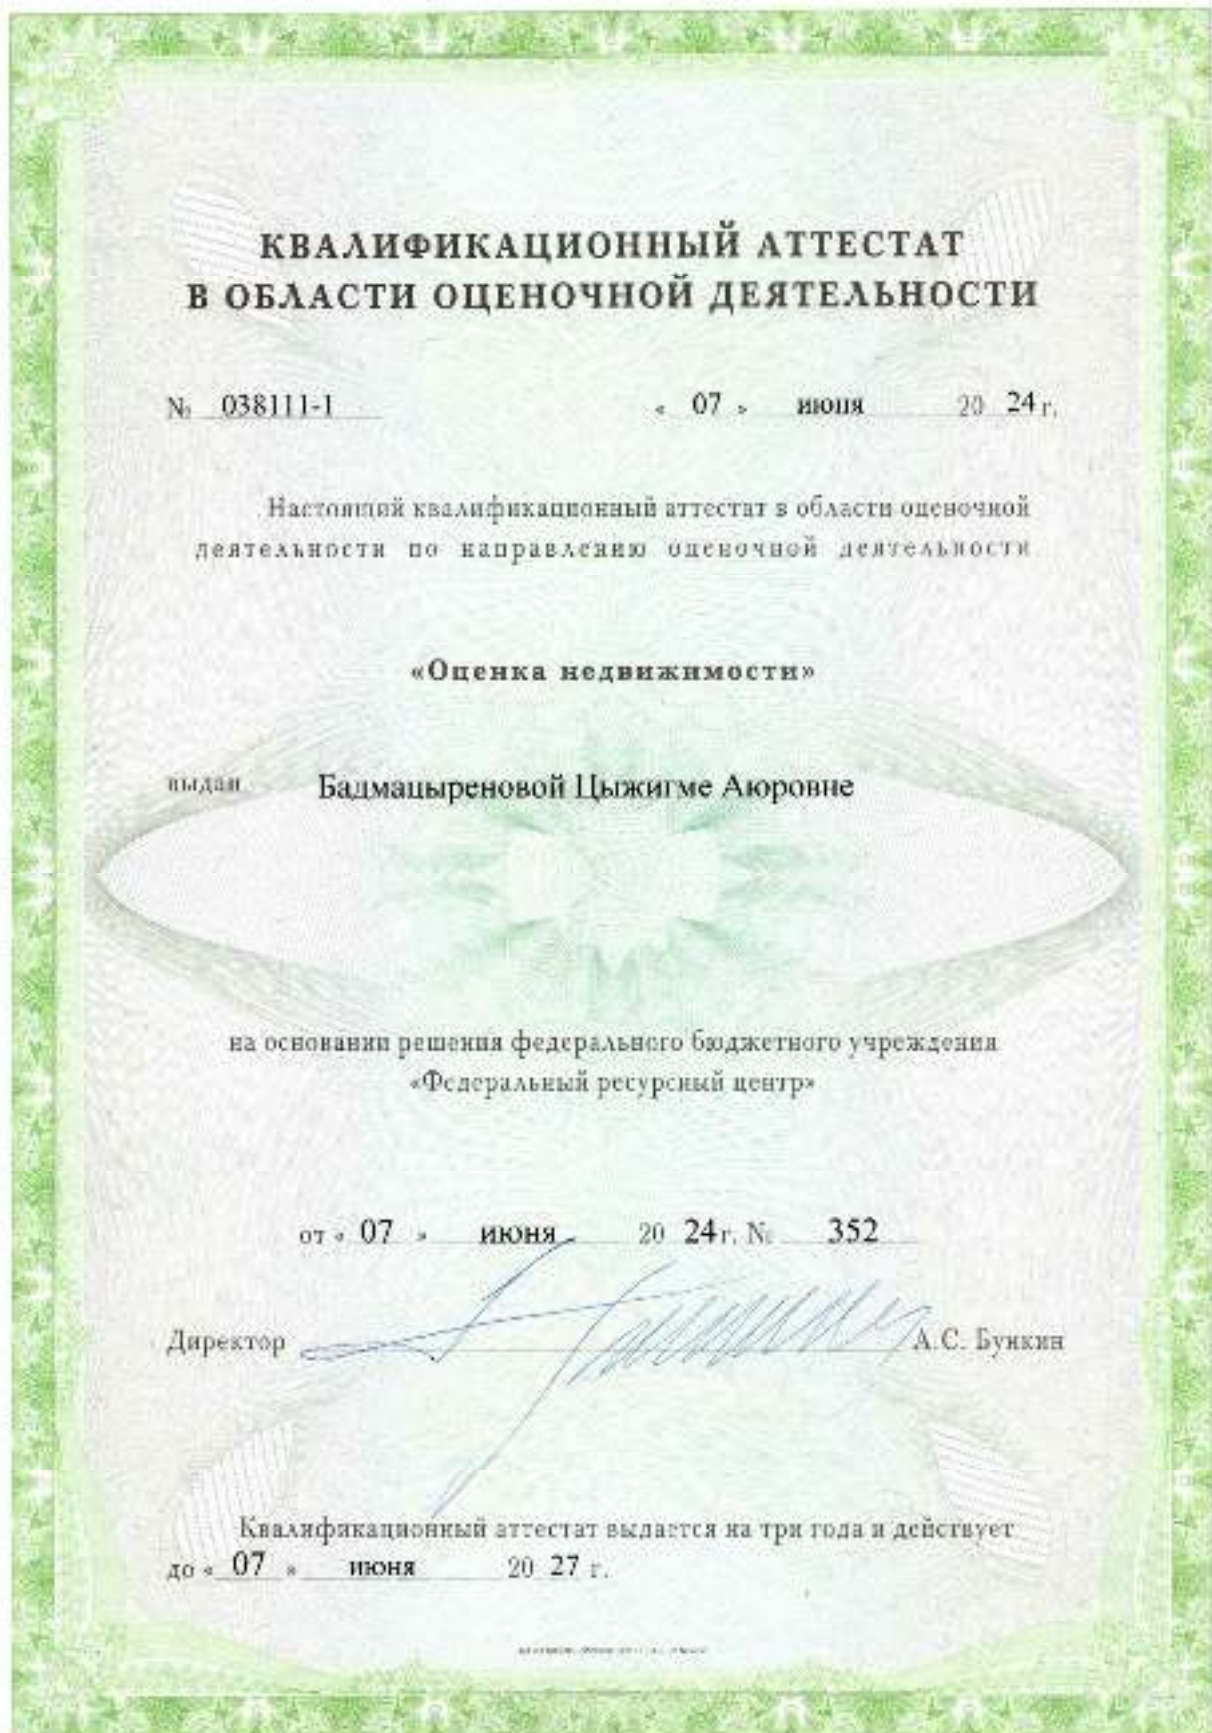 КВАЛИФИКАЦИОННЫЙ АТТЕСТАТ
В ОБЛАСТИ ОЦЕНОЧНОЙ ДЕЯТЕЛЬНОСТИ
№ 038111-1 « 07 » июня 20 24 г.
Настоящий квалификационный аттестат в области оценочной
деятельности по направлению оценочной деятельности
«Оценка недвижимости»
выдан Бадмацыреновой Цыжигме Аюровне
на основании решения федерального бюджетного учреждения
«Федеральный ресурсный центр»
от « 07 » июня 20 24 г. № 352
Директор А.С. Бункин
Квалификационный аттестат выдается на три года и действует
до « 07 » июня 20 27 г.